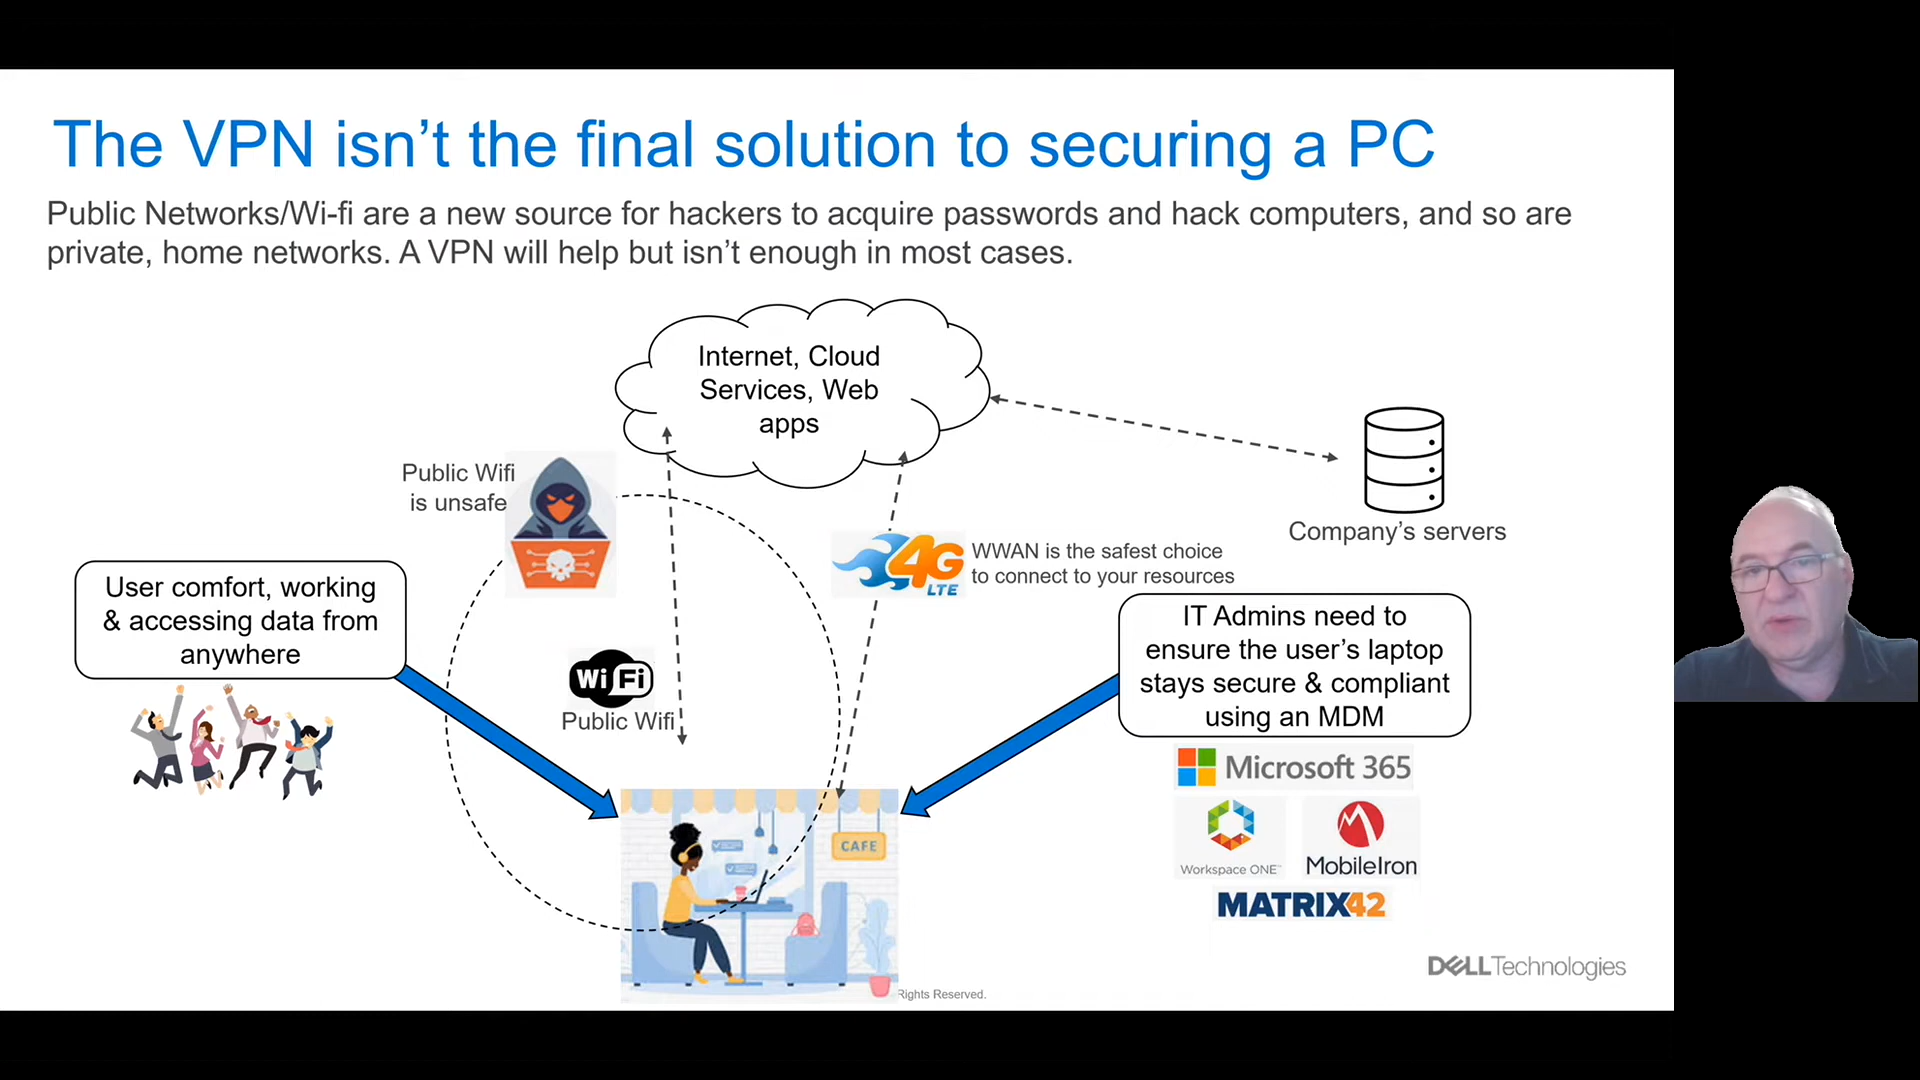 The VPN isn’t the final solution to securing a PC
Public Networks/Wi-fi are a new source for hackers to acquire passwords and hack computers, and so are
private, home networks. A VPN will help but isn’t enough in most cases.
Internet, Cloud
Services, Web
apps
Public Wifi
is unsafe
Company’s servers
4G
LTE
WWAN is the safest choice
to connect to your resources
User comfort, working
& accessing data from
anywhere
IT Admins need to
ensure the user’s laptop
stays secure & compliant
using an MDM
Wi Fi
Public Wifi
Microsoft 365
CAFE
Workspace ONE™
MobileIron
MATRIX42
DELL Technologies
Rights Reserved.